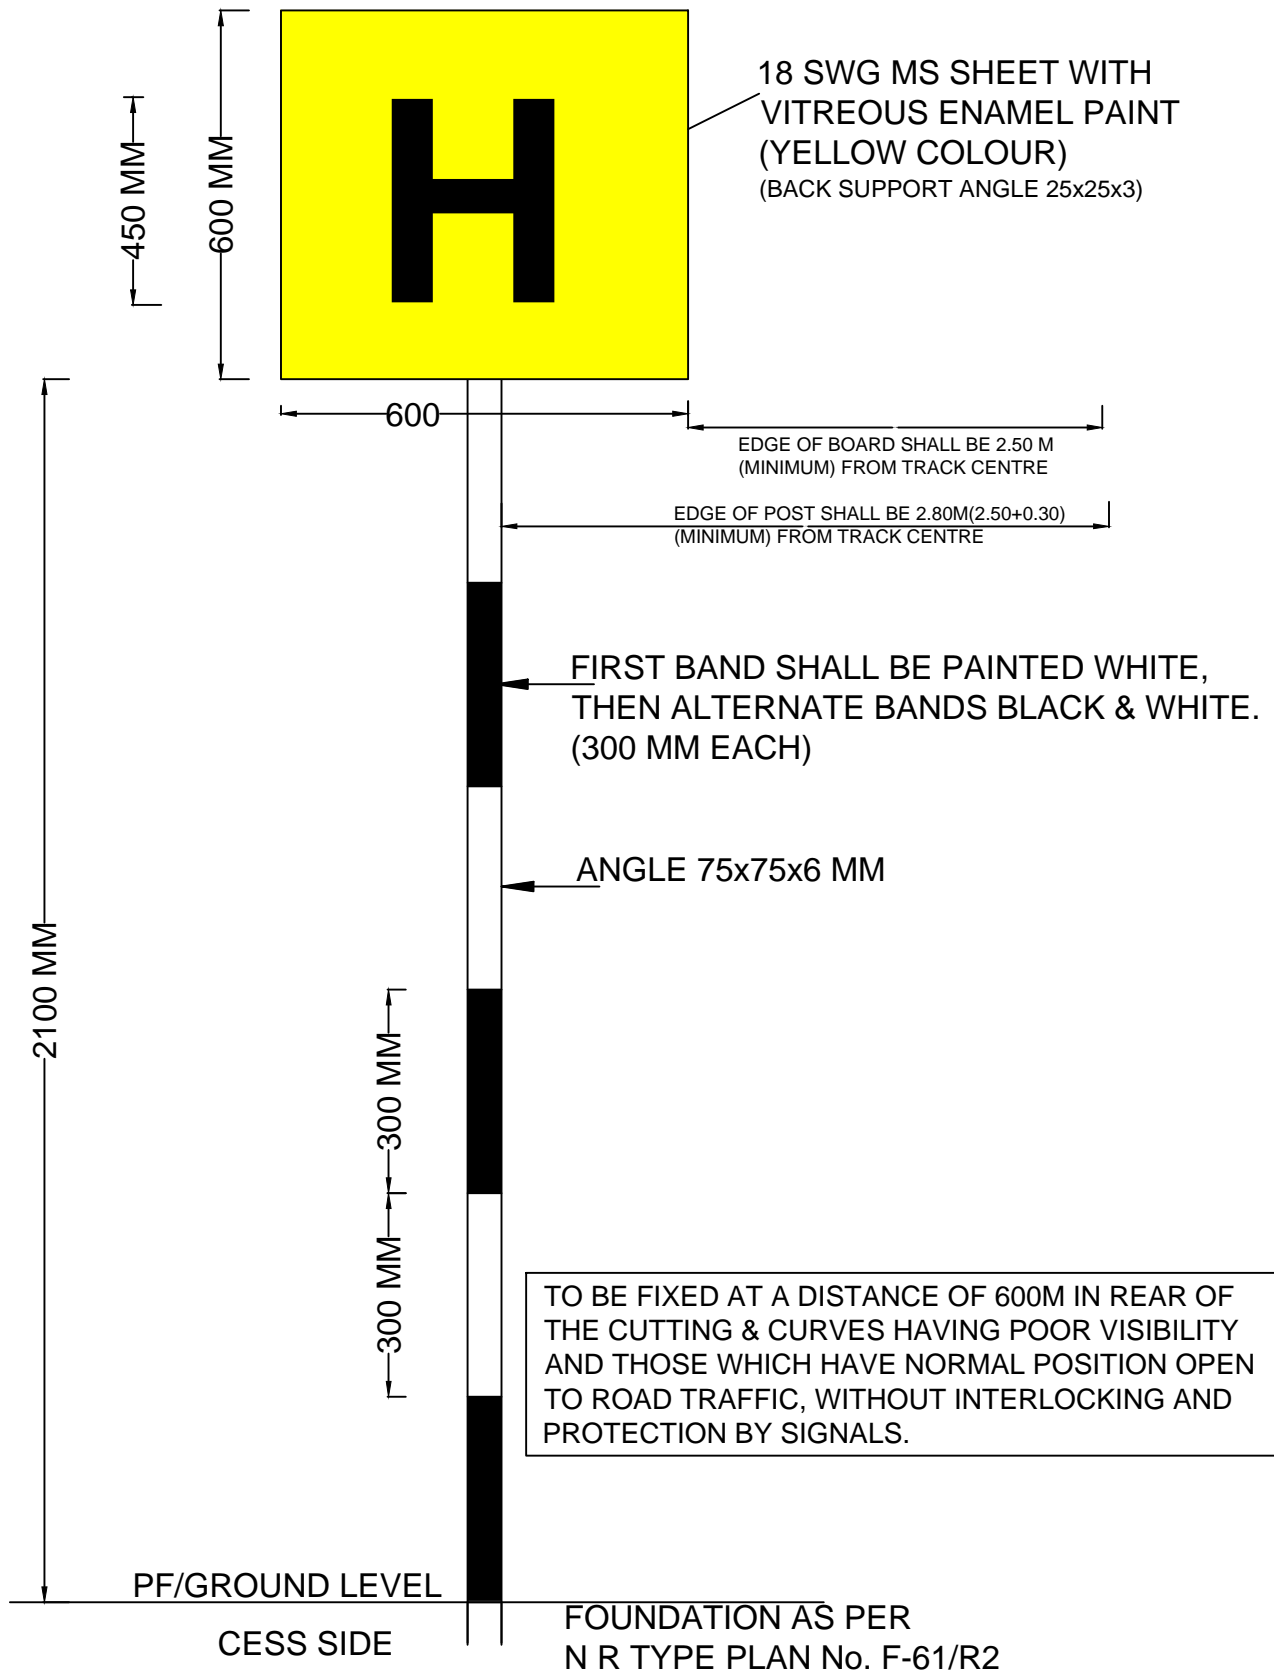 H
18 SWG MS SHEET WITH
VITREOUS ENAMEL PAINT
(YELLOW COLOUR)
(BACK SUPPORT ANGLE 25x25x3)
450 MM
600 MM
600
EDGE OF BOARD SHALL BE 2.50 M
(MINIMUM) FROM TRACK CENTRE
EDGE OF POST SHALL BE 2.80M(2.50+0.30)
(MINIMUM) FROM TRACK CENTRE
FIRST BAND SHALL BE PAINTED WHITE,
THEN ALTERNATE BANDS BLACK & WHITE.
(300 MM EACH)
ANGLE 75x75x6 MM
2100 MM
300 MM
300 MM
TO BE FIXED AT A DISTANCE OF 600M IN REAR OF
THE CUTTING & CURVES HAVING POOR VISIBILITY
AND THOSE WHICH HAVE NORMAL POSITION OPEN
TO ROAD TRAFFIC, WITHOUT INTERLOCKING AND
PROTECTION BY SIGNALS.
PF/GROUND LEVEL
CESS SIDE
FOUNDATION AS PER
N R TYPE PLAN No. F-61/R2